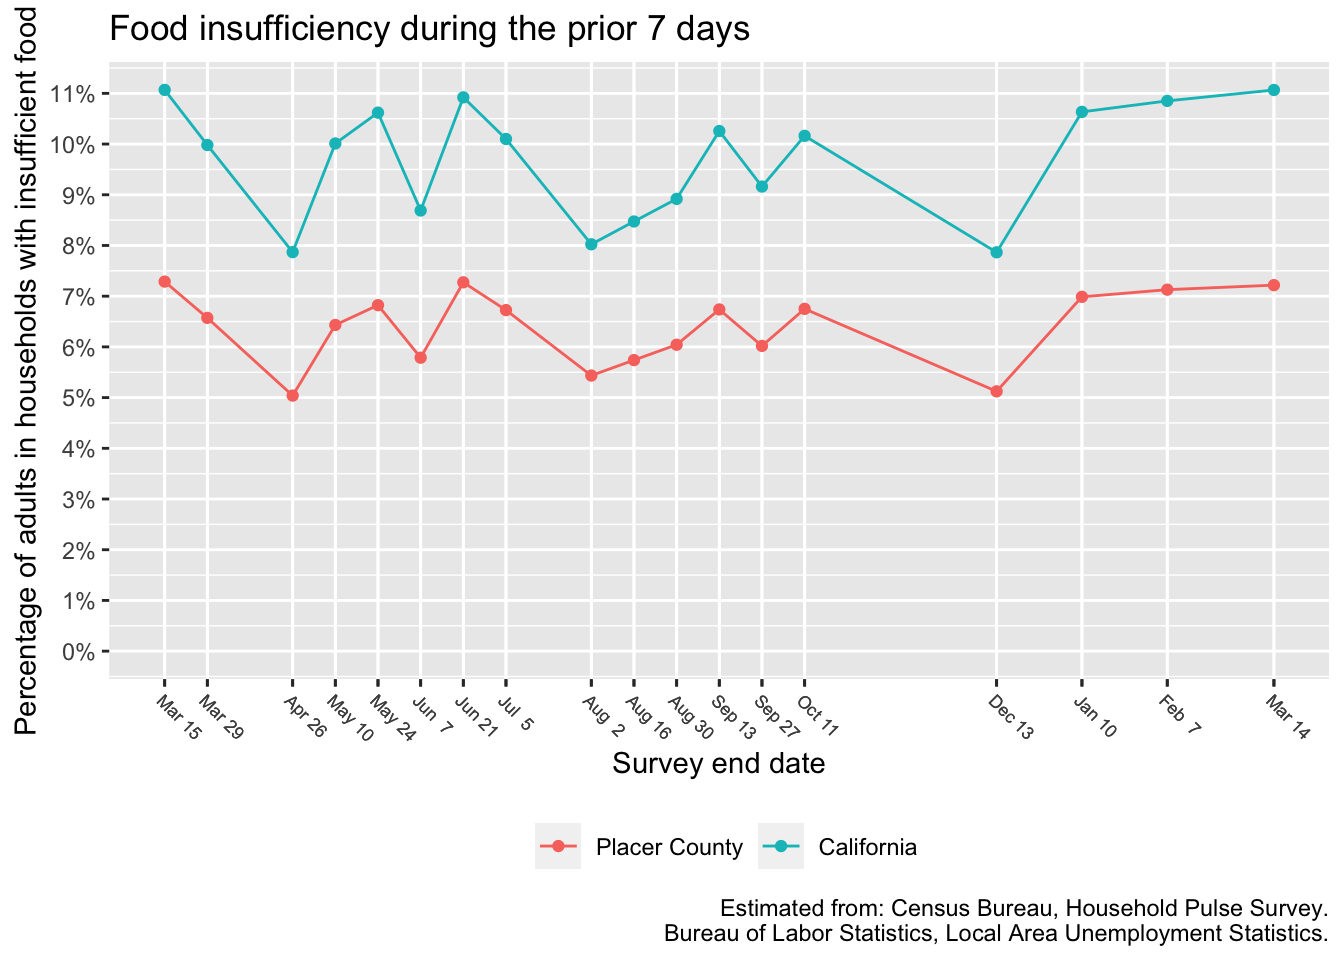 Food insufficiency during the prior 7 days
Percentage of adults in households with insufficient food
11%
10%
9%
8%
7%
6%
5%
4%
3%
2%
1%
0%
Mar 15
Mar 29
Apr 26
May 10
May 24
Jun 7
Jun 21
Jul 5
Aug 2
Aug 16
Aug 30
Sep 13
Sep 27
Oct 11
Dec 13
Jan 10
Feb 7
Mar 14
Survey end date
Placer County
California
Estimated from: Census Bureau, Household Pulse Survey.
Bureau of Labor Statistics, Local Area Unemployment Statistics.